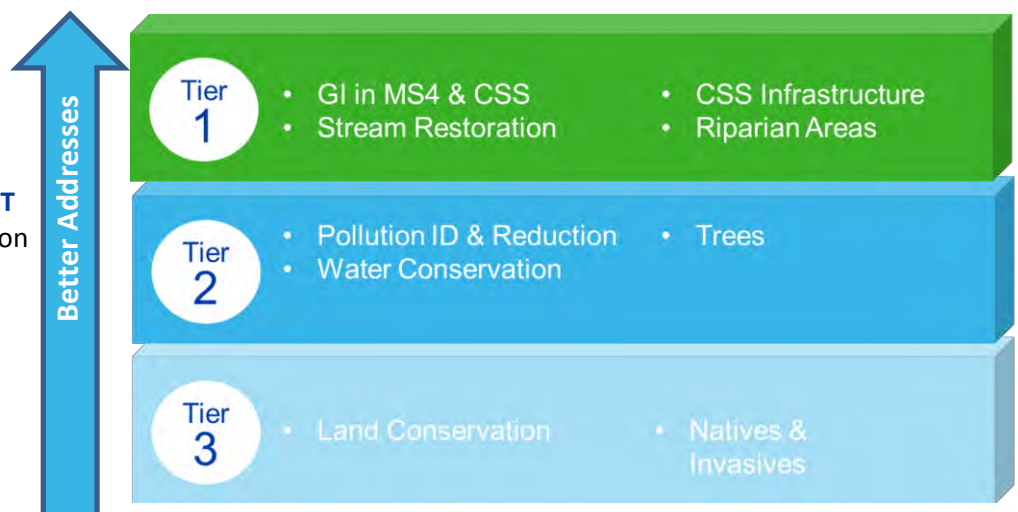 Better Addresses
T
on
Tier
1
• GI in MS4 & CSS
• Stream Restoration
• CSS Infrastructure
• Riparian Areas
Tier
2
• Pollution ID & Reduction
• Water Conservation
• Trees
Tier
3
• Land Conservation
• Natives &
Invasives